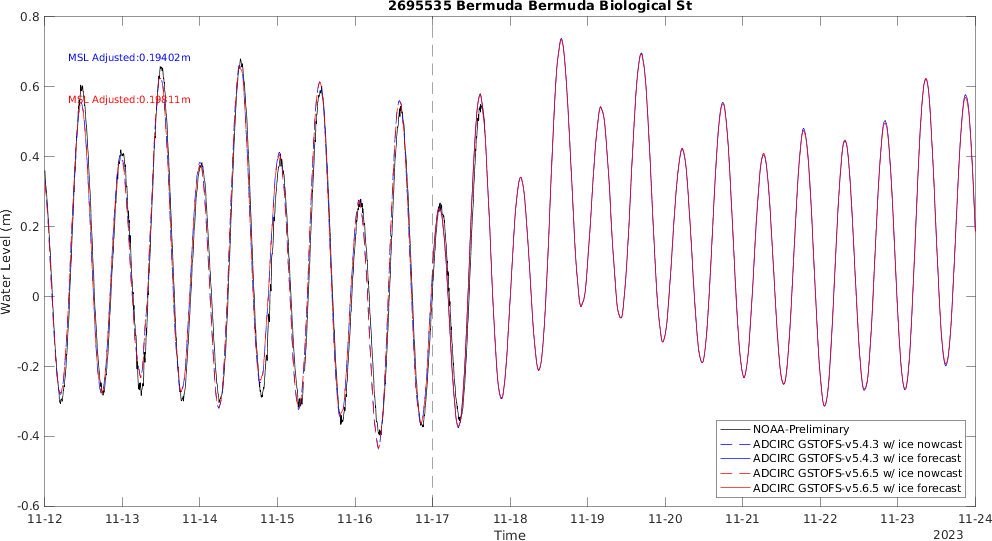 2695535 Bermuda Bermuda Biological St
MSL Adjusted:0.19402m
MSL Adjusted:0.19811m
Water Level (m)
0.8
0.6
0.4
0.2
0
-0.2
-0.4
-0.6
NOAA-Preliminary
ADCIRC GSTOFS-v5.4.3 w/ ice nowcast
ADCIRC GSTOFS-v5.4.3 w/ ice forecast
ADCIRC GSTOFS-v5.6.5 w/ ice nowcast
ADCIRC GSTOFS-v5.6.5 w/ ice forecast
11-12 11-13 11-14 11-15 11-16 11-17 11-18 11-19 11-20 11-21 11-22 11-23 11-24
Time
2023